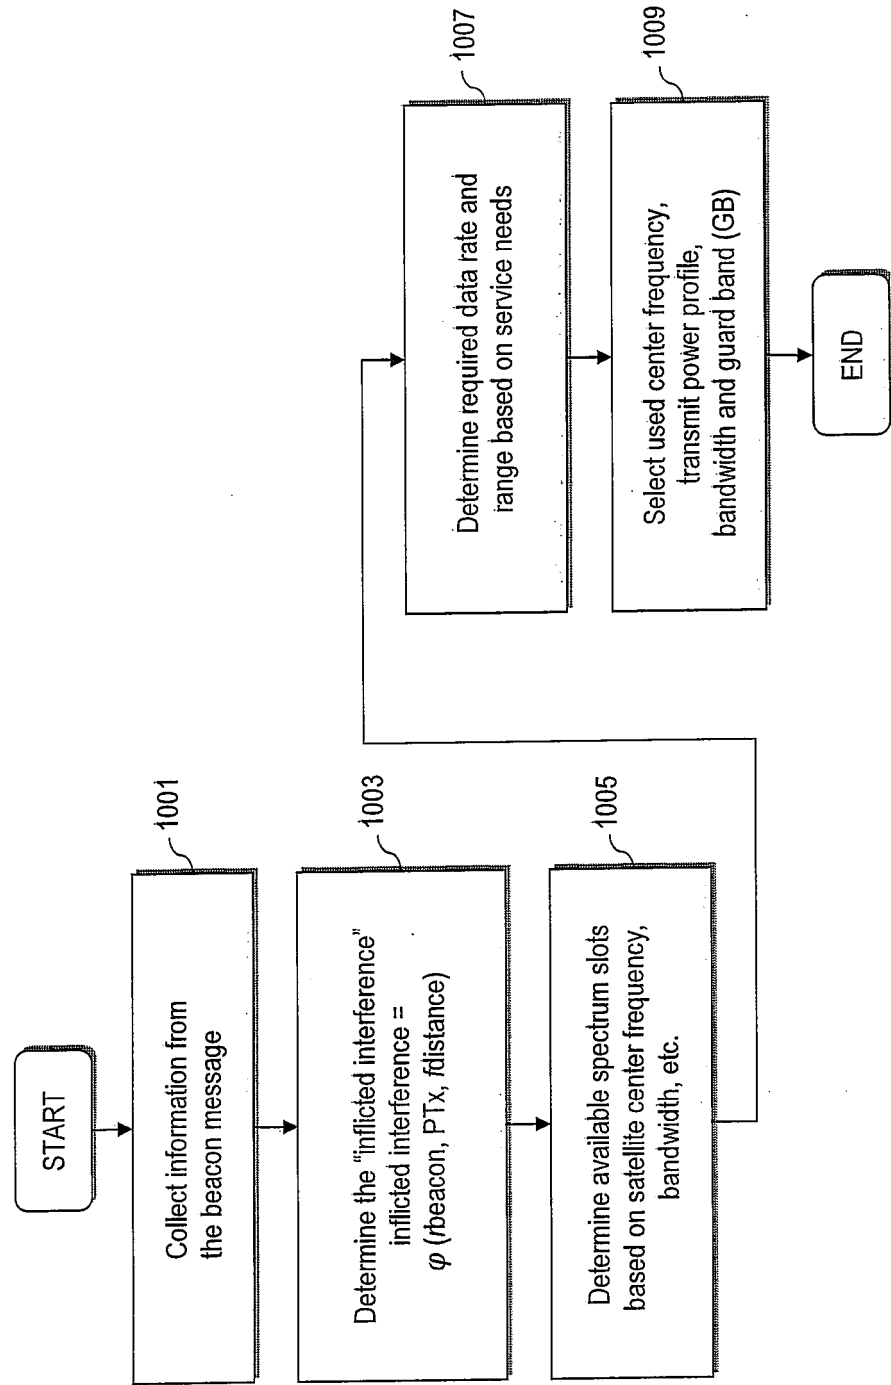 START
Collect information from
the beacon message
1001
Determine the “inflicted interference”
inflicted interference =
φ (rbeacon, PTx, fdistance)
1003
Determine available spectrum slots
based on satellite center frequency,
bandwidth, etc.
1005
Determine required data rate and
range based on service needs
1007
Select used center frequency,
transmit power profile,
bandwidth and guard band (GB)
1009
END